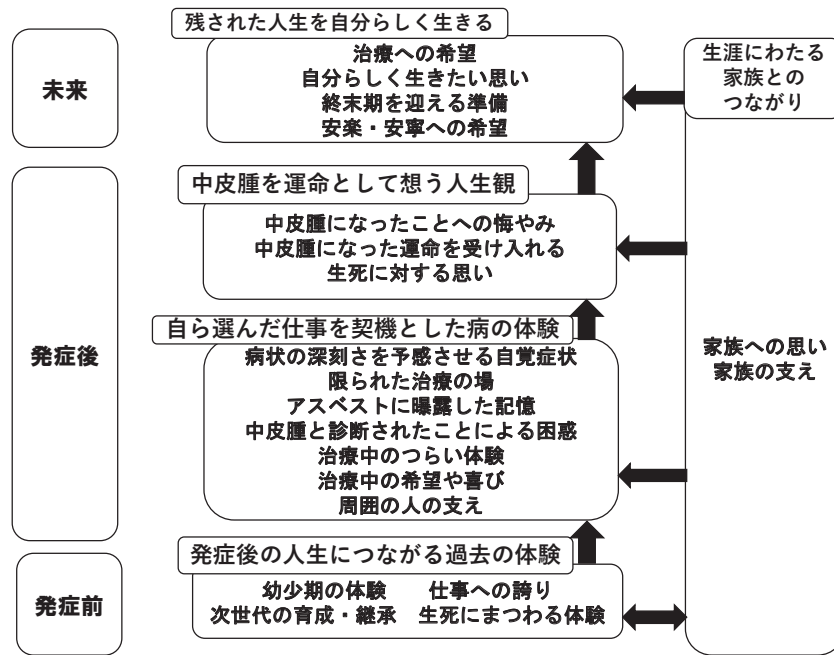 残された人生を自分らしく生きる
未来
治療への希望
自分らしく生きたい思い
終末期を迎える準備
安楽・安寧への希望
生涯にわたる
家族との
つながり
中皮腫を運命として想う人生観
中皮腫になったことへの悔やみ
中皮腫になった運命を受け入れる
生死に対する思い
発症後
自ら選んだ仕事を契機とした病の体験
病状の深刻さを予感させる自覚症状
限られた治療の場
アスベストに曝露した記憶
中皮腫と診断されたことによる困惑
治療中のつらい体験
治療中の希望や喜び
周囲の人の支え
家族への思い
家族の支え
発症前
発症後の人生につながる過去の体験
幼少期の体験　仕事への誇り
次世代の育成・継承　生死にまつわる体験